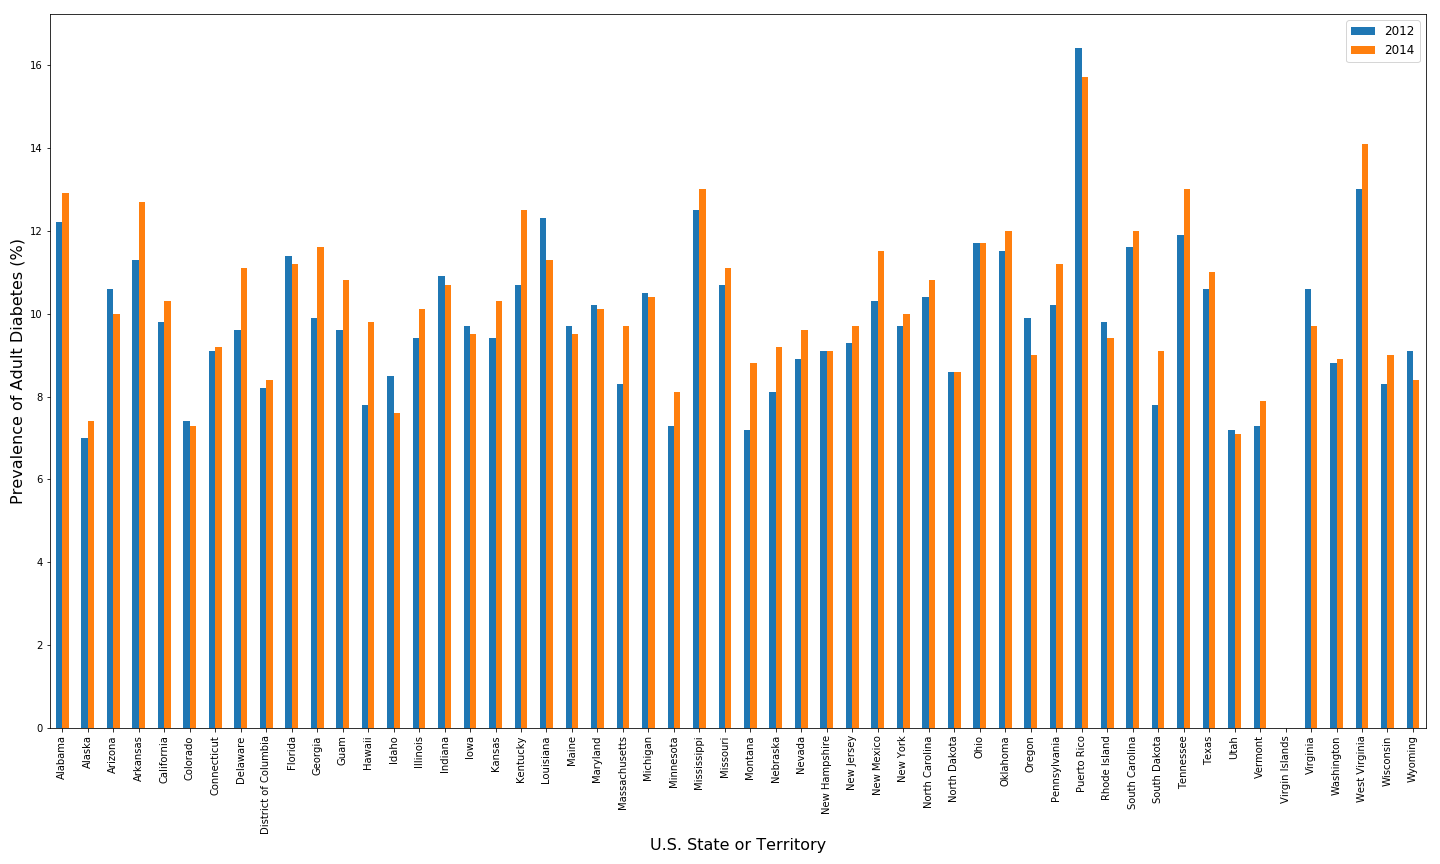 2012
2014
16
14
12
10
8
6
4
2
0
Prevalence of Adult Diabetes (%)
Alabama
Alaska
Arizona
Arkansas
California
Colorado
Connecticut
Delaware
District of Columbia
Florida
Georgia
Guam
Hawaii
Idaho
Illinois
Indiana
Iowa
Kansas
Kentucky
Louisiana
Maine
Maryland
Massachusetts
Michigan
Minnesota
Mississippi
Missouri
Montana
Nebraska
Nevada
New Hampshire
New Jersey
New Mexico
New York
North Carolina
North Dakota
Ohio
Oklahoma
Oregon
Pennsylvania
Puerto Rico
Rhode Island
South Carolina
South Dakota
Tennessee
Texas
Utah
Vermont
Virgin Islands
Virginia
Washington
West Virginia
Wisconsin
Wyoming
U.S. State or Territory